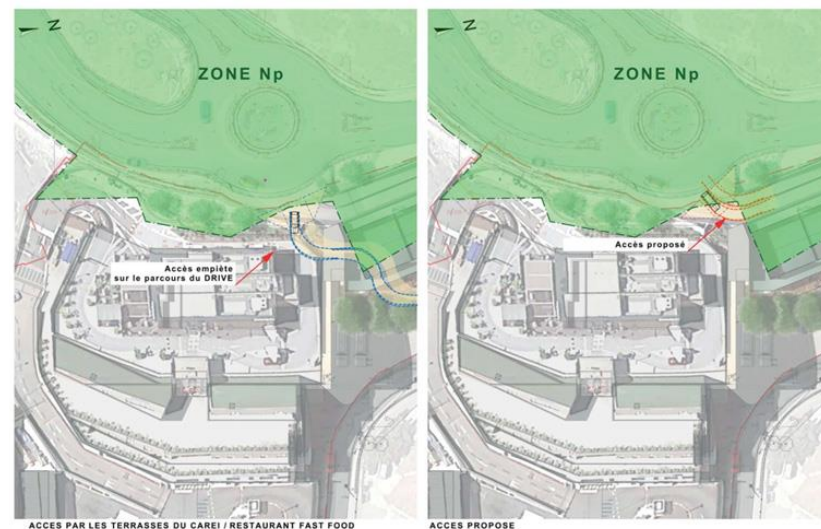 Z
ZONE Np
Accès empiète
sur le parcours du DRIVE
ACCES PAR LES TERRASSES DU CAREI / RESTAURANT FAST FOOD
Z
ZONE Np
Accès proposé
ACCES PROPOSE